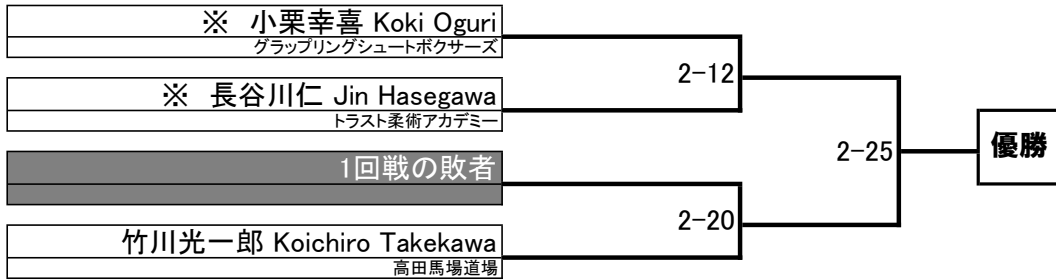 ※ 小栗幸喜 Koki Oguri
グラップリングシュートボクサーズ
2-12
※ 長谷川仁 Jin Hasegawa
トラスト柔術アカデミー
2-25
優勝
1回戦の敗者
2-20
竹川光一郎 Koichiro Takekawa
高田馬場道場